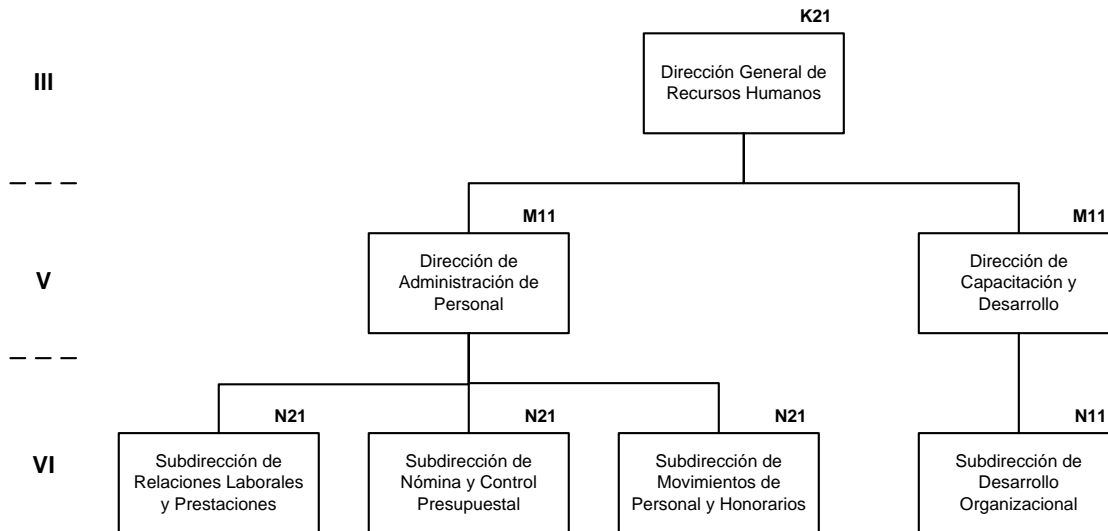 K21
III
Dirección General de
Recursos Humanos
M11
M11
V
Dirección de
Administración de
Personal
Dirección de
Capacitación y
Desarrollo
N21
N21
N21
N11
VI
Subdirección de
Relaciones Laborales
y Prestaciones
Subdirección de
Nómina y Control
Presupuestal
Subdirección de
Movimientos de
Personal y Honorarios
Subdirección de
Desarrollo
Organizacional